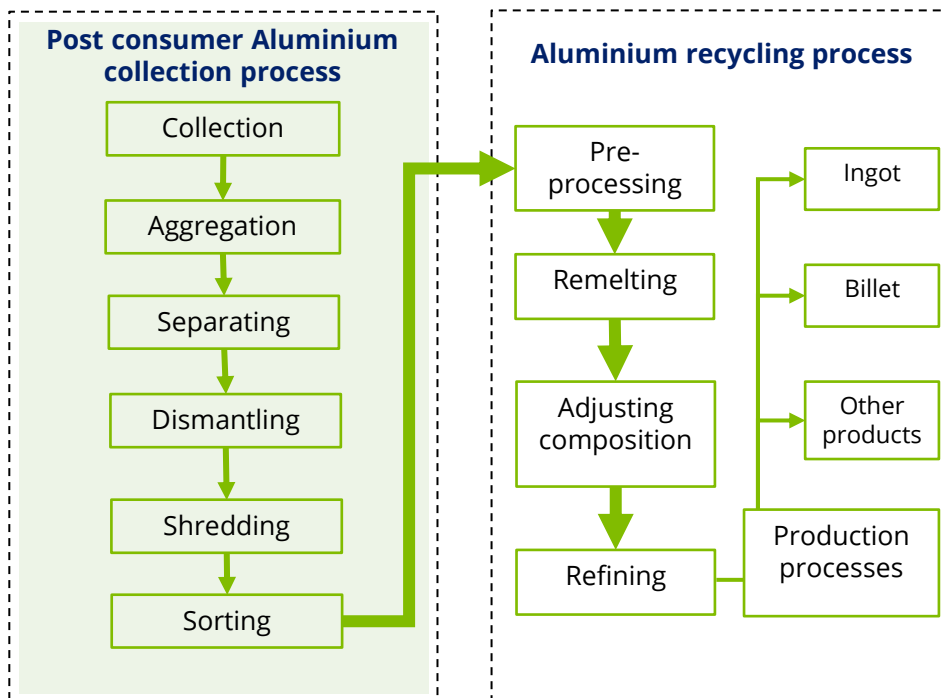 Post consumer Aluminium
collection process
Collection
Aggregation
Separating
Dismantling
Shredding
Sorting
Aluminium recycling process
Pre-
processing
Remelting
Adjusting
composition
Refining
Ingot
Billet
Other
products
Production
processes